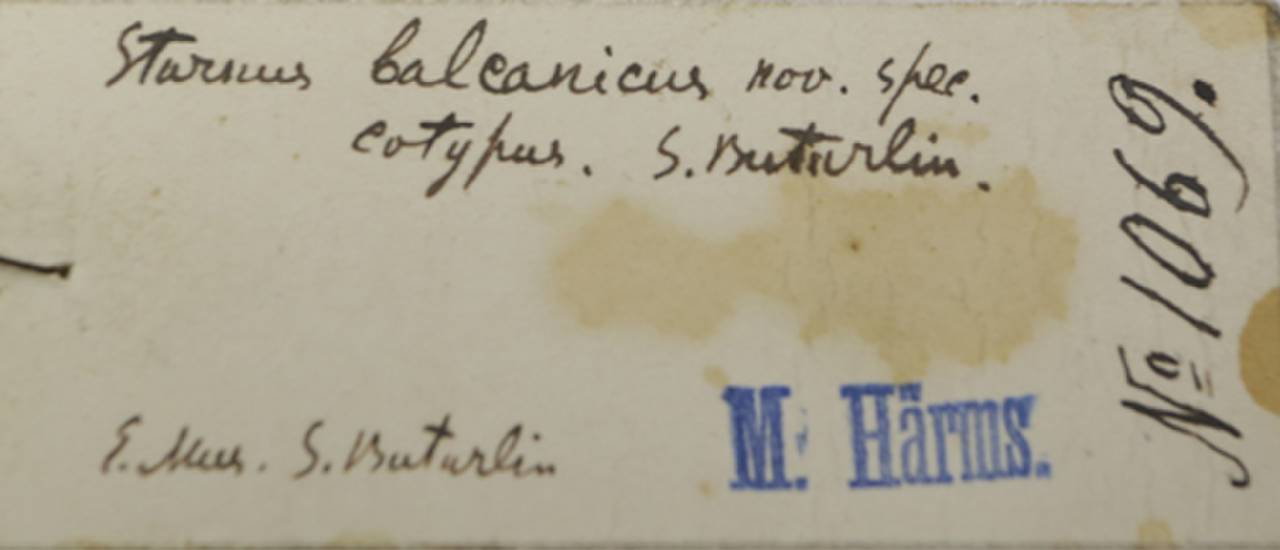 Sturnus balcanicus nov. spec.
cotypus. S. Buturlin.
E. Mus. S. Buturlin
M. Härms.
№ 1069.